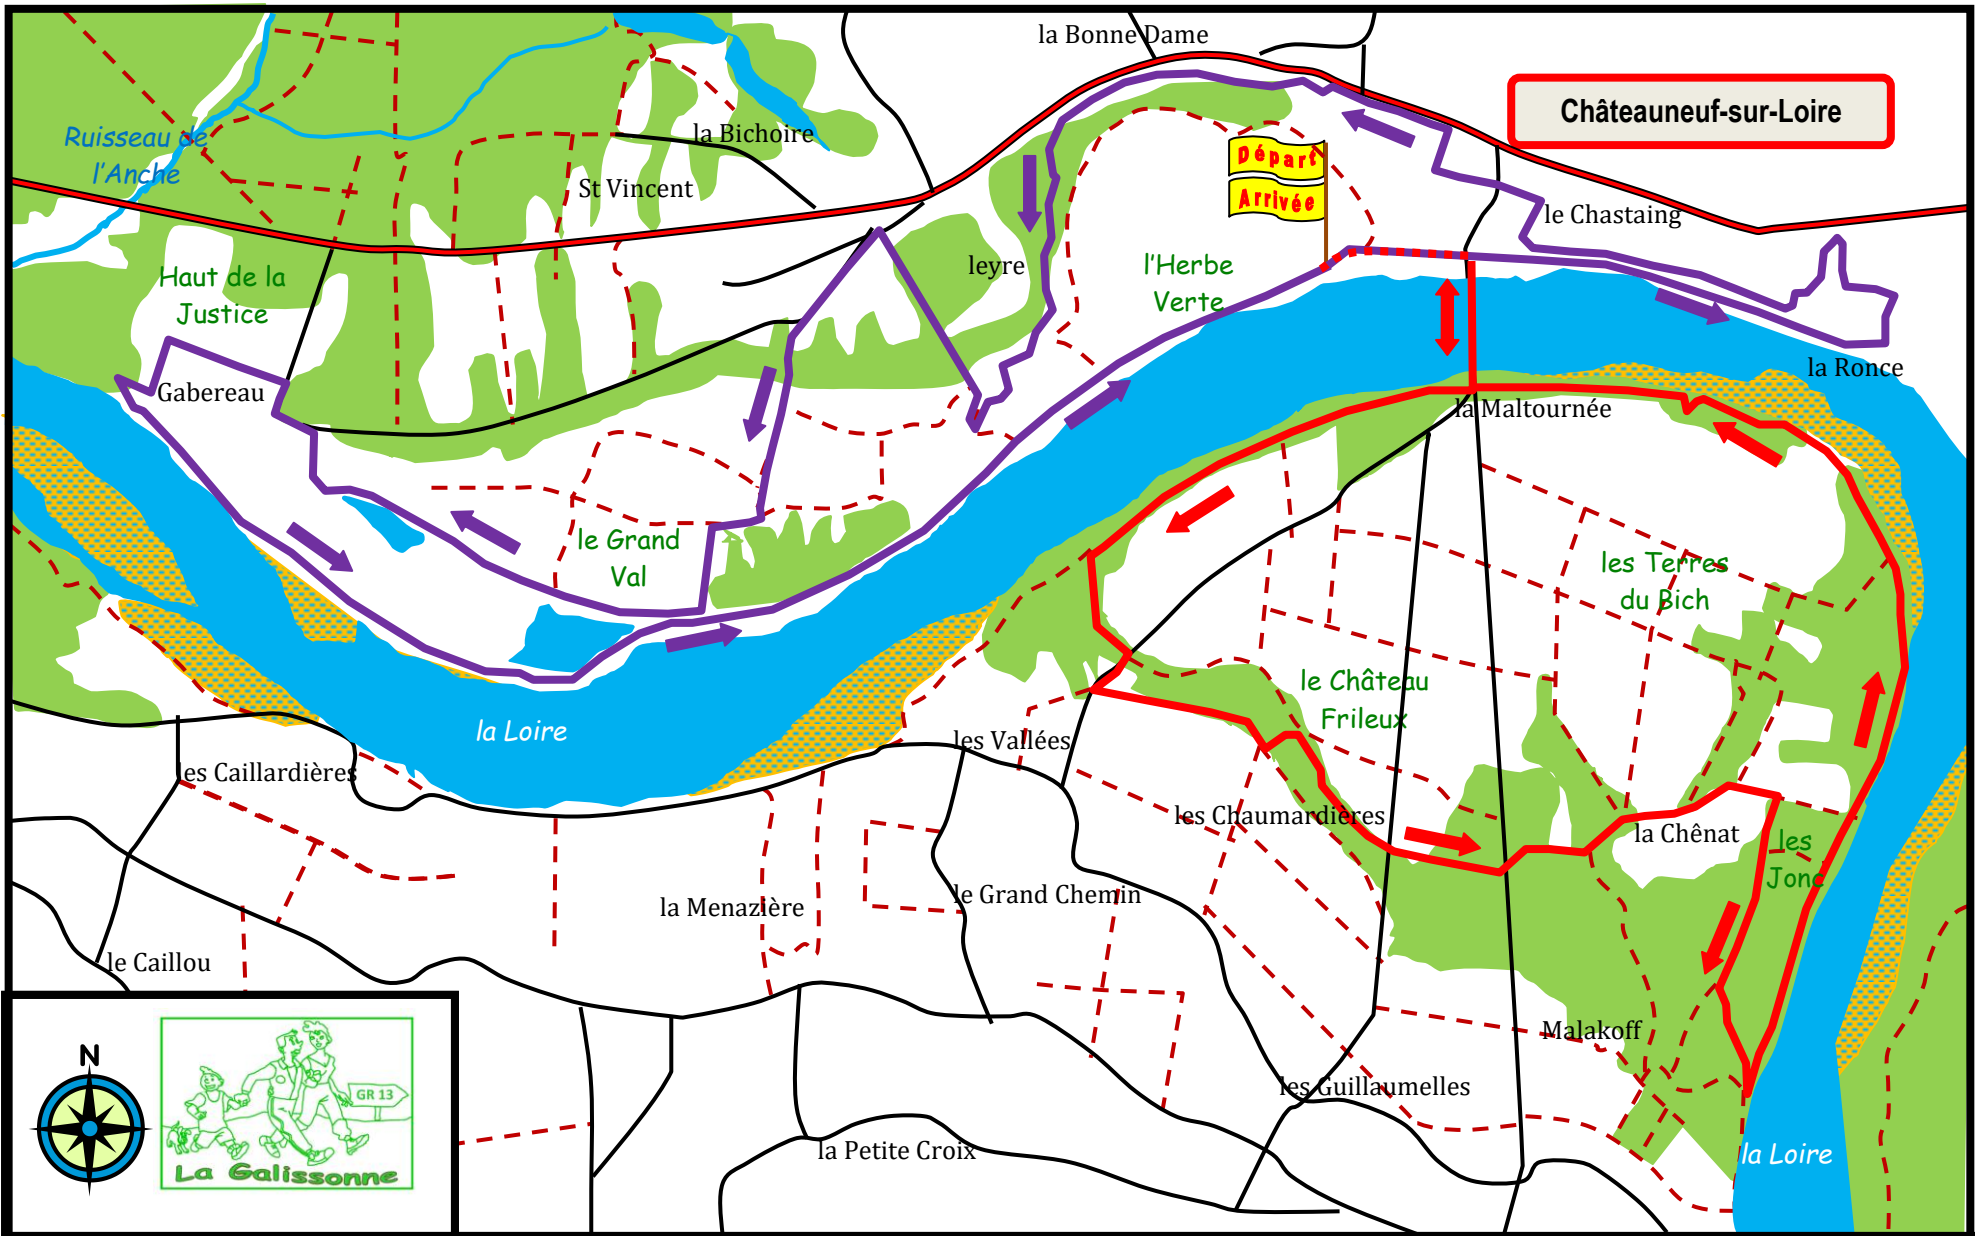 la Bonne Dame
Châteauneuf-sur-Loire
Ruisseau de
l'Anche
la Bichoire
St Vincent
Départ
Arrivée
le Chastaing
leyre
l'Herbe
Verte
Haut de la
Justice
Gabereau
la Ronce
la Maltournée
le Grand
Val
les Terres
du Bich
le Château
Frileux
la Loire
les Vallées
les Caillardières
les Chaumardières
la Chênat
les
Jonc
la Menazière
le Grand Chemin
le Caillou
Malakoff
N
GR 13
La Galissonne
les Guillaumelles
la Petite Croix
la Loire